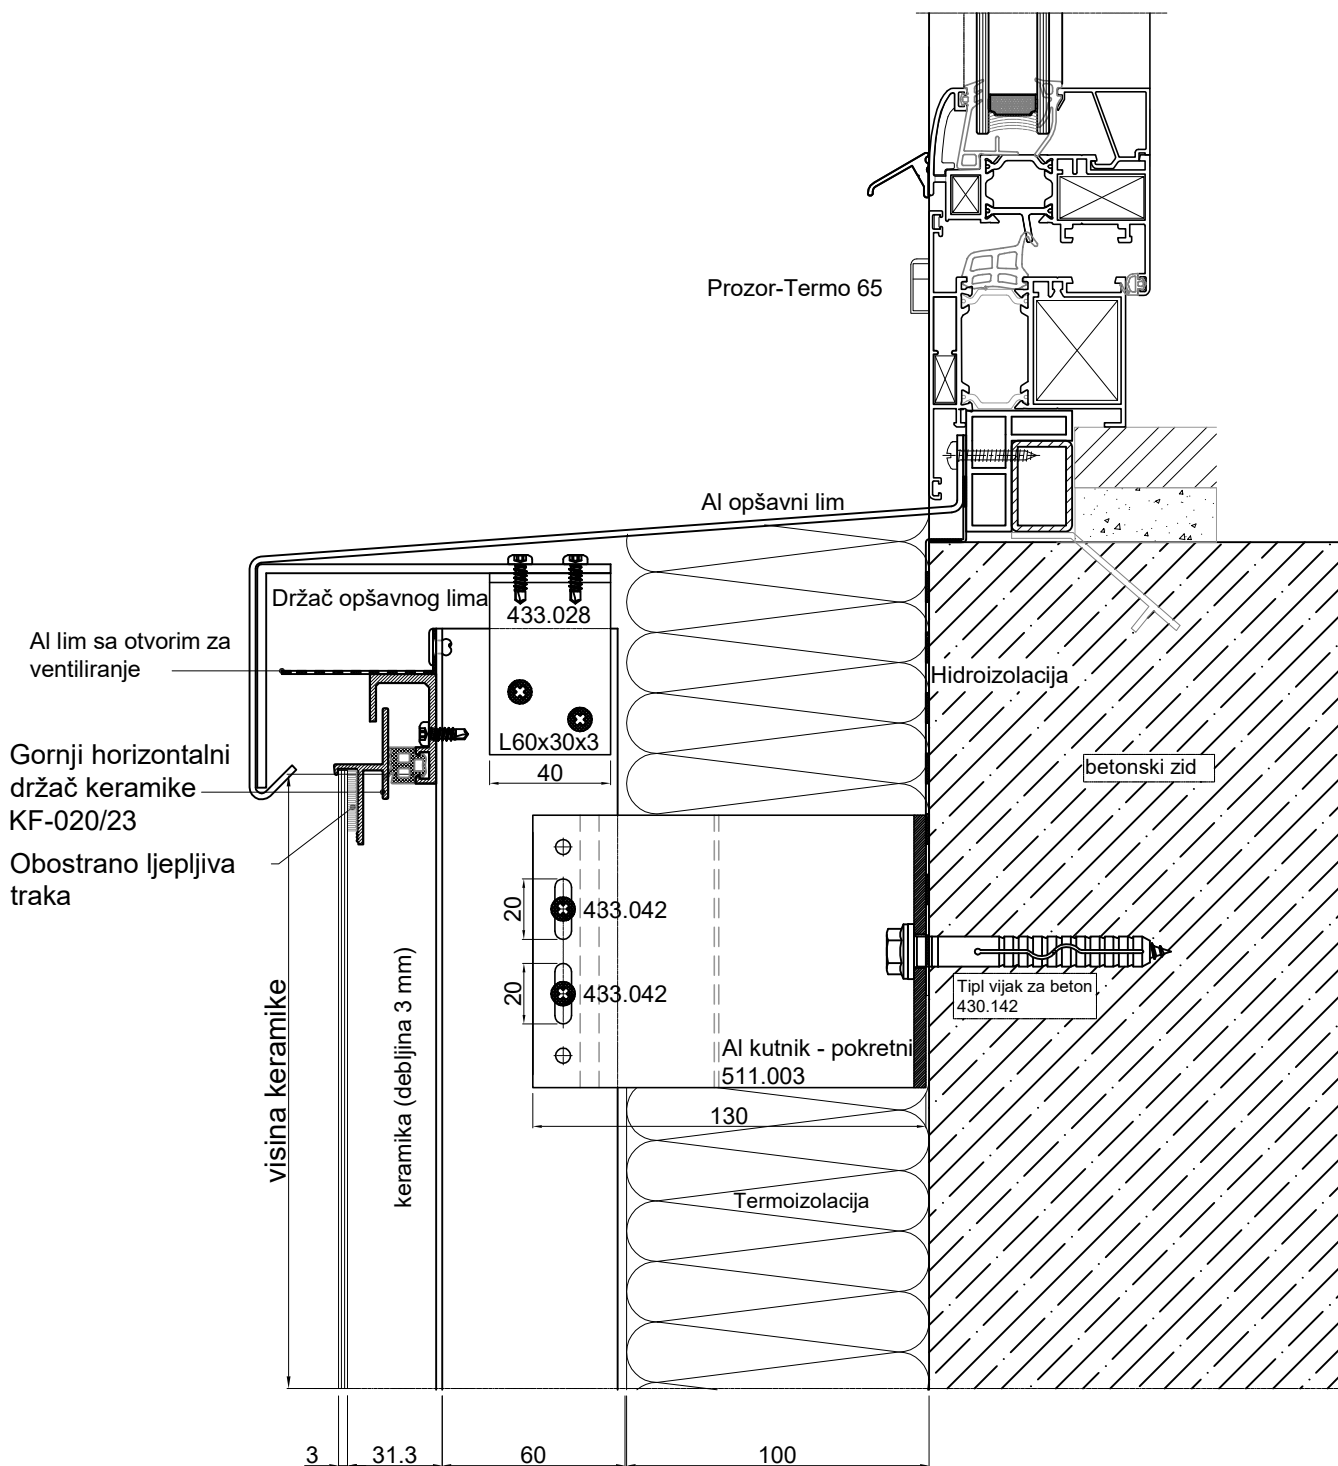 Prozor-Termo 65
Al opšavni lim
Držač opšavnog lima
433.028
Al lim sa otvorim za
ventiliranje
Hidroizolacija
L60x30x3
40
betonski zid
Gornji horizontalni
držač keramike
KF-020/23
Obostrano ljepljiva
traka
20
433.042
20
433.042
Tipl vijak za beton
430.142
visina keramike
keramika (debljina 3 mm)
Al kutnik - pokretni
511.003
130
Termoizolacija
3
31.3
60
100